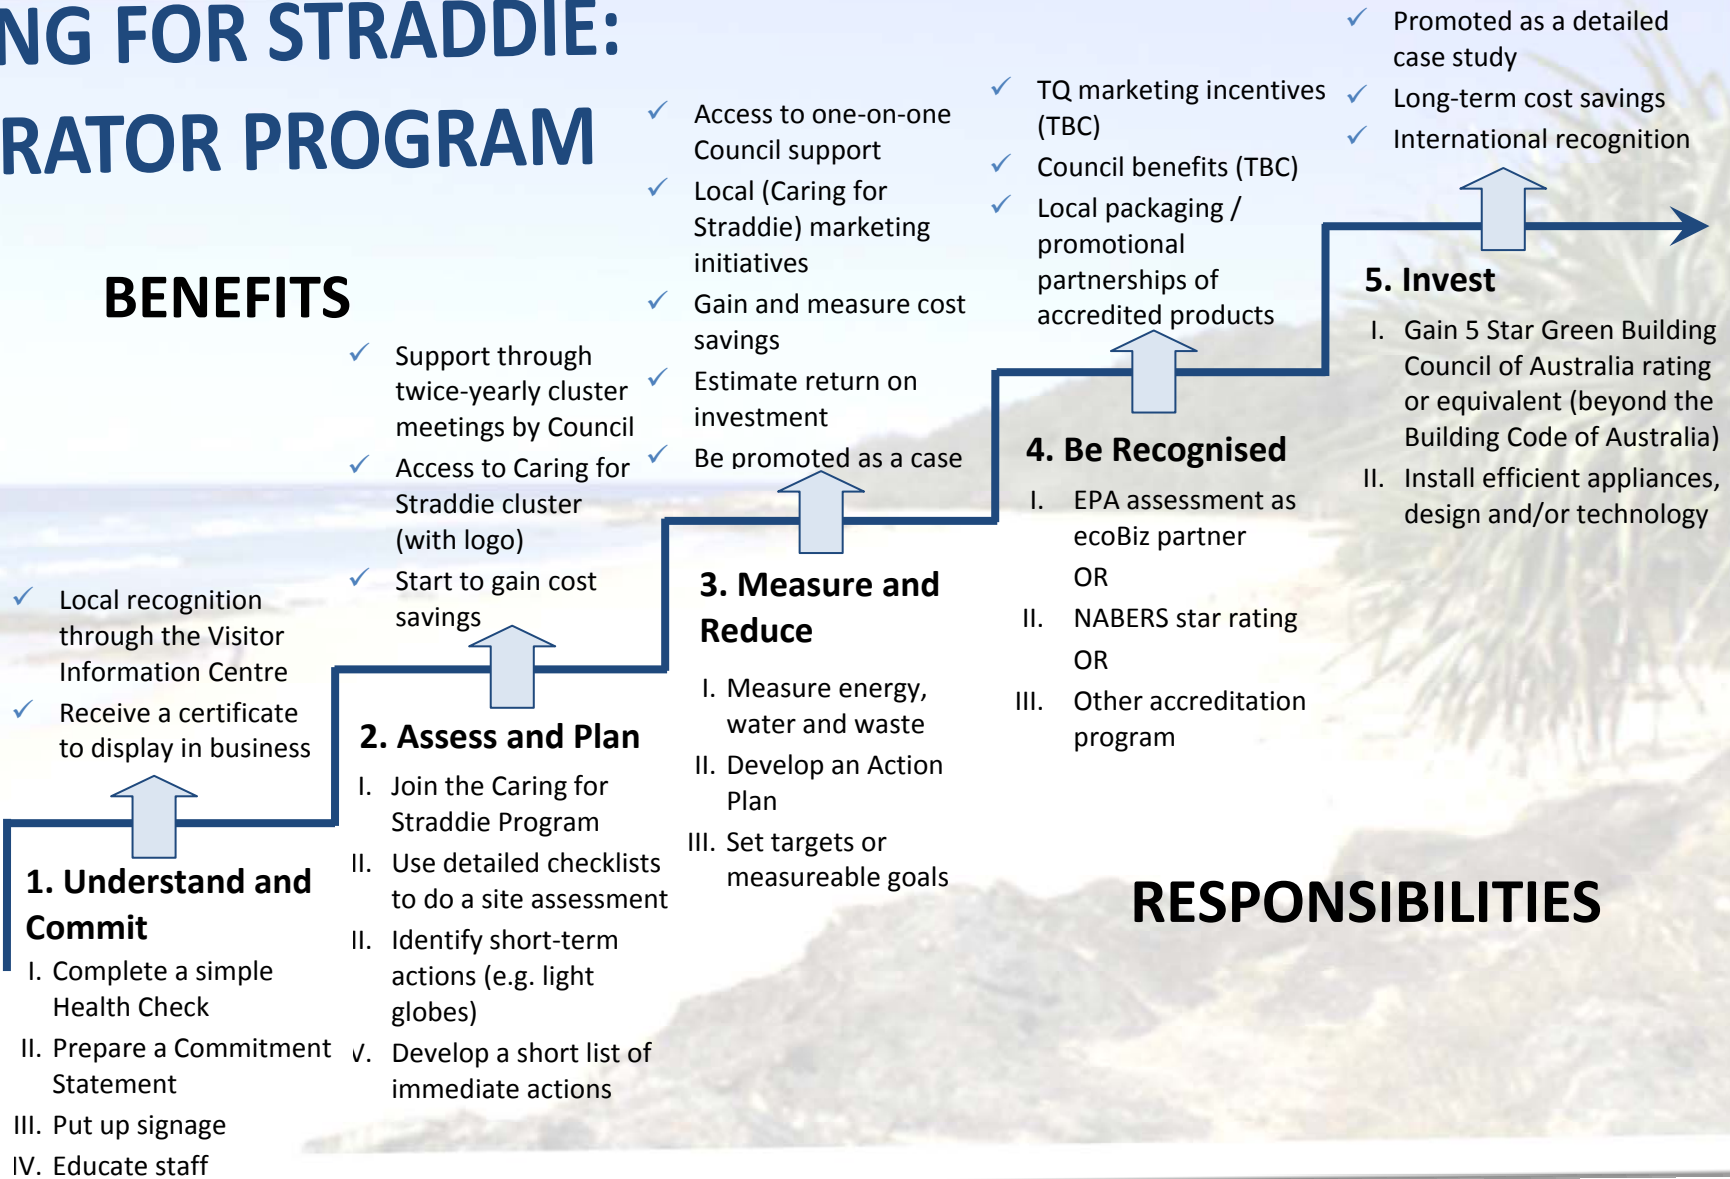 NG FOR STRADDIE:
RATOR PROGRAM
BENEFITS
✓ Local recognition
through the Visitor
Information Centre
✓ Receive a certificate
to display in business
1. Understand and
Commit
I. Complete a simple
Health Check
II. Prepare a Commitment
Statement
III. Put up signage
IV. Educate staff
✓ Support through
twice-yearly cluster
meetings by Council
✓ Access to Caring for
Straddie cluster
(with logo)
✓ Start to gain cost
savings
2. Assess and Plan
I. Join the Caring for
Straddie Program
II. Use detailed checklists
to do a site assessment
II. Identify short-term
actions (e.g. light
globes)
V. Develop a short list of
immediate actions
✓ Access to one-on-one
Council support
✓ Local (Caring for
Straddie) marketing
initiatives
✓ Gain and measure cost
savings
✓ Estimate return on
investment
✓ Be promoted as a case
3. Measure and
Reduce
I. Measure energy,
water and waste
II. Develop an Action
Plan
III. Set targets or
measureable goals
✓ TQ marketing incentives
(TBC)
✓ Council benefits (TBC)
✓ Local packaging /
promotional
partnerships of
accredited products
4. Be Recognised
I. EPA assessment as
ecoBiz partner
OR
II. NABERS star rating
OR
III. Other accreditation
program
✓ Promoted as a detailed
case study
✓ Long-term cost savings
✓ International recognition
5. Invest
I. Gain 5 Star Green Building
Council of Australia rating
or equivalent (beyond the
Building Code of Australia)
II. Install efficient appliances,
design and/or technology
RESPONSIBILITIES